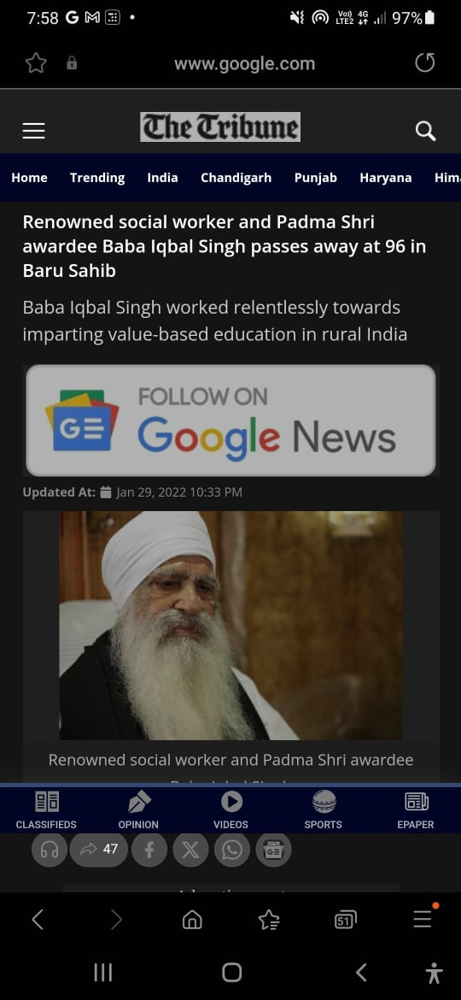 7:58
Vo)) 4G
LTE2
97%
www.google.com
The Tribune
Home Trending India Chandigarh Punjab Haryana Him
Renowned social worker and Padma Shri
awardee Baba Iqbal Singh passes away at 96 in
Baru Sahib
Baba Iqbal Singh worked relentlessly towards
imparting value-based education in rural India
GE FOLLOW ON
Google News
Updated At: Jan 29, 2022 10:33 PM
Renowned social worker and Padma Shri awardee
CLASSIFIEDS OPINION VIDEOS SPORTS EPAPER
47
GE
51